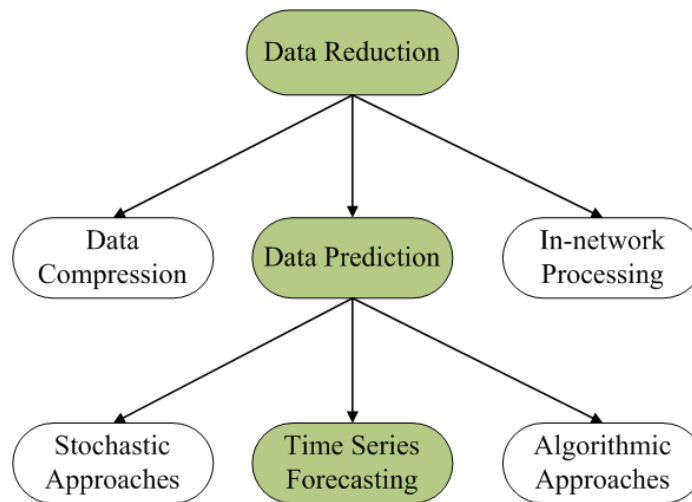 Data Reduction
Data
Compression
Data Prediction
In-network
Processing
Stochastic
Approaches
Time Series
Forecasting
Algorithmic
Approaches